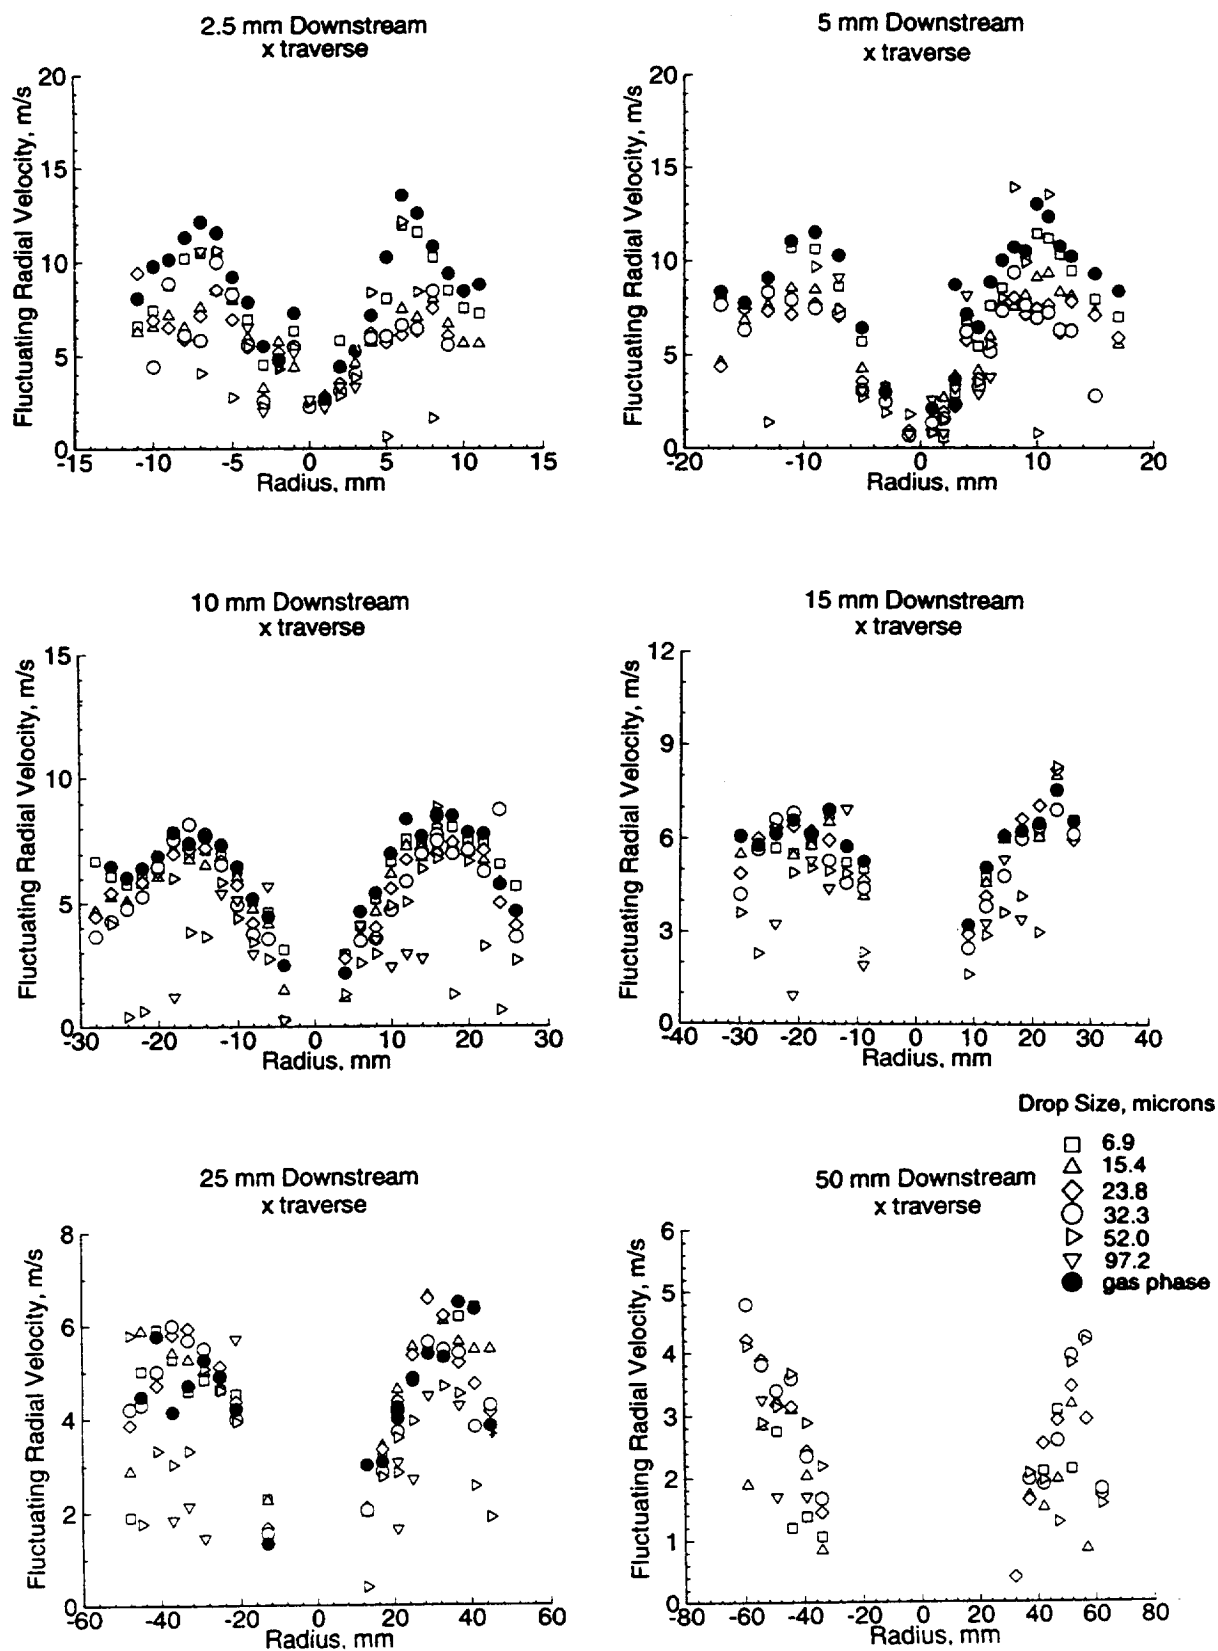 2.5 mm Downstream
x traverse
Fluctuating Radial Velocity, m/s
20
15
10
5
0
-15 -10 -5 0 5 10 15
Radius, mm
5 mm Downstream
x traverse
Fluctuating Radial Velocity, m/s
20
15
10
5
0
-20 -10 0 10 20
Radius, mm
10 mm Downstream
x traverse
Fluctuating Radial Velocity, m/s
15
10
5
0
-30 -20 -10 0 10 20 30
Radius, mm
15 mm Downstream
x traverse
Fluctuating Radial Velocity, m/s
12
9
6
3
0
-40 -30 -20 -10 0 10 20 30 40
Radius, mm
25 mm Downstream
x traverse
Fluctuating Radial Velocity, m/s
8
6
4
2
0
-60 -40 -20 0 20 40 60
Radius, mm
50 mm Downstream
x traverse
Fluctuating Radial Velocity, m/s
6
5
4
3
2
1
0
-80 -60 -40 -20 0 20 40 60 80
Radius, mm
Drop Size, microns
6.9
15.4
23.8
32.3
52.0
97.2
gas phase